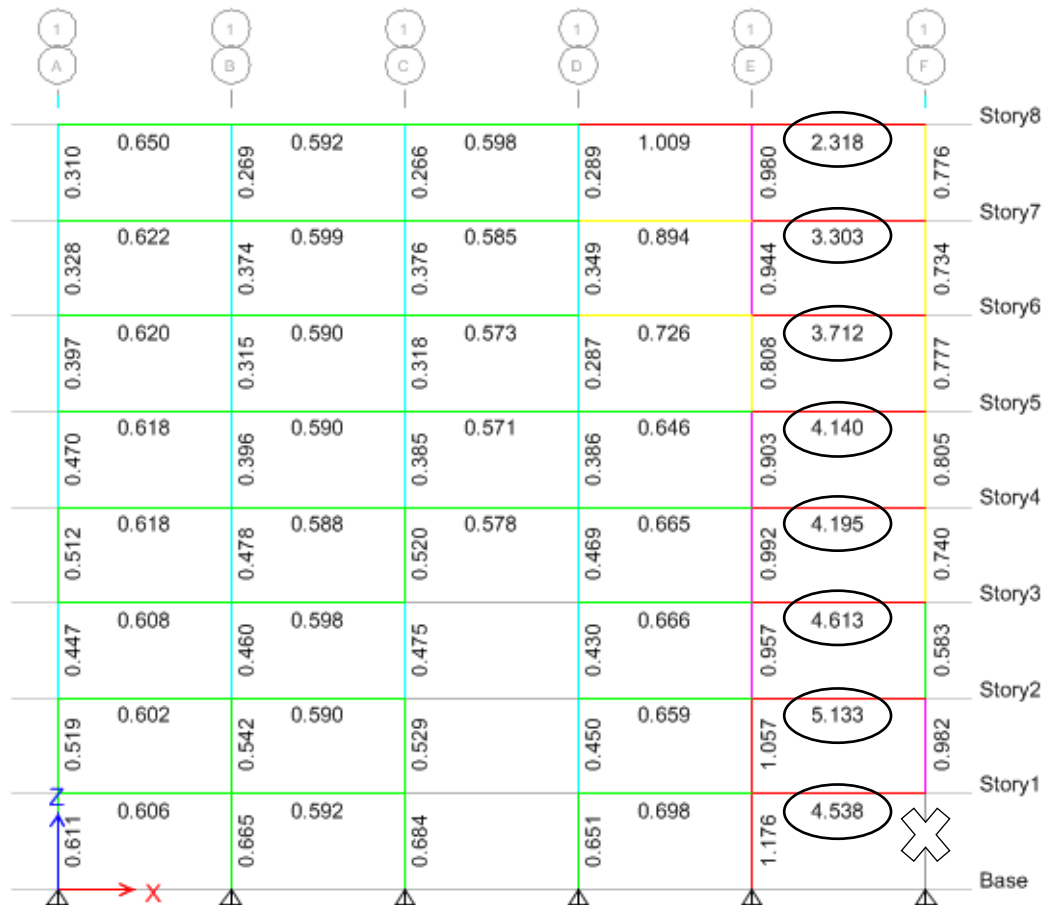 1 1 1 1 1 1
A B C D E F
Story8
0.650 0.592 0.598 1.009 2.318
0.310 0.269 0.266 0.289 0.980 0.776
Story7
0.622 0.599 0.585 0.894 3.303
0.328 0.374 0.376 0.349 0.944 0.734
Story6
0.620 0.590 0.573 0.726 3.712
0.397 0.315 0.318 0.287 0.808 0.777
Story5
0.618 0.590 0.571 0.646 4.140
0.470 0.396 0.385 0.386 0.903 0.805
Story4
0.618 0.588 0.578 0.665 4.195
0.512 0.478 0.520 0.469 0.992 0.740
Story3
0.608 0.598 0.666 4.613
0.447 0.460 0.475 0.430 0.957 0.583
Story2
0.602 0.590 0.659 5.133
0.519 0.542 0.529 0.450 1.057 0.982
Story1
Z
0.606 0.592 0.698 4.538
0.611 0.665 0.684 0.651 1.176
Base
X